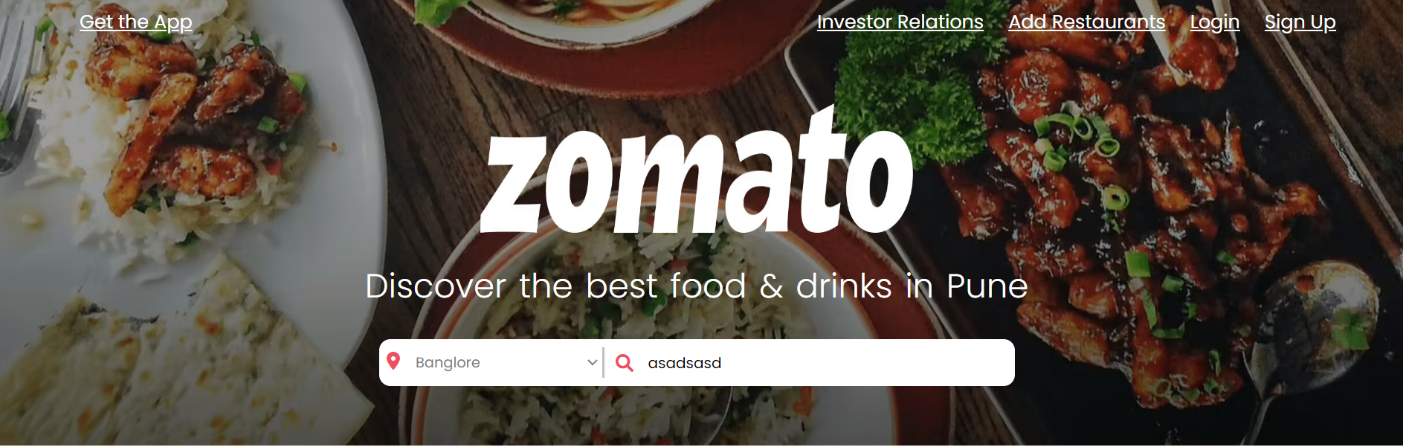 Get the App
Investor Relations
Add Restaurants
Login
Sign Up
zomato
Discover the best food & drinks in Pune
Banglore
asadsasd